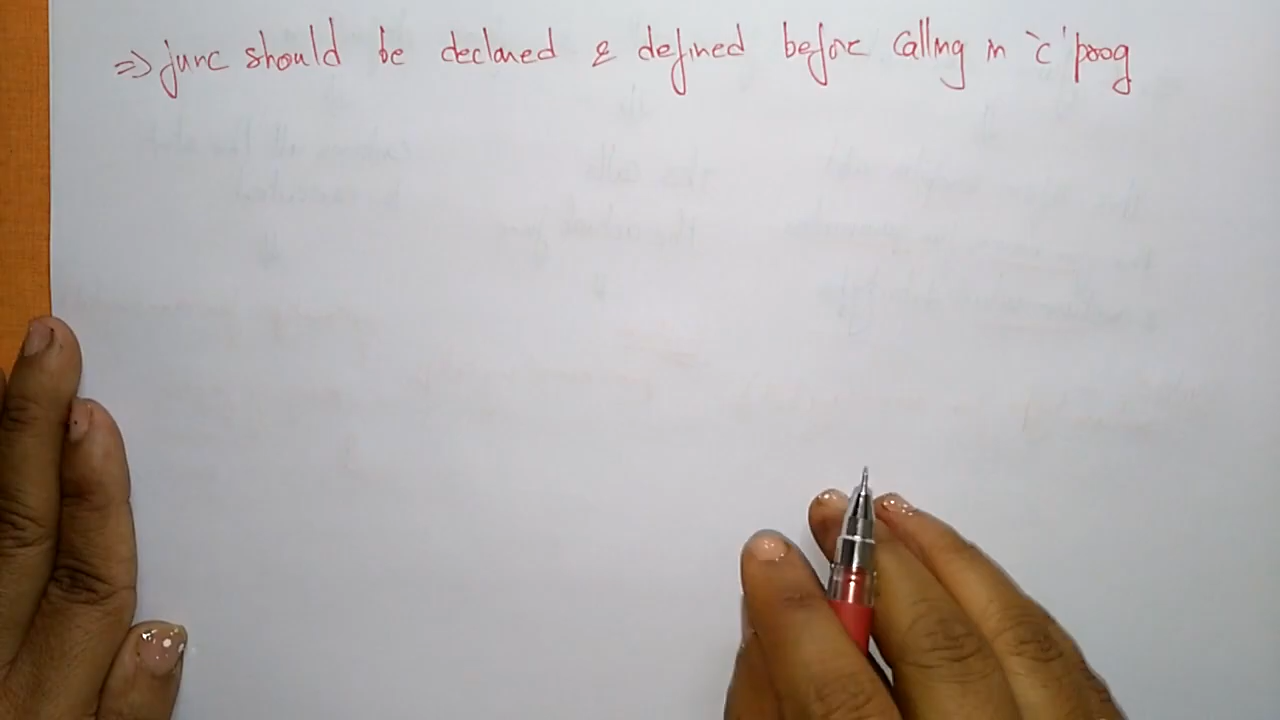 ⇒ func should be declared & defined before calling in 'c' prog